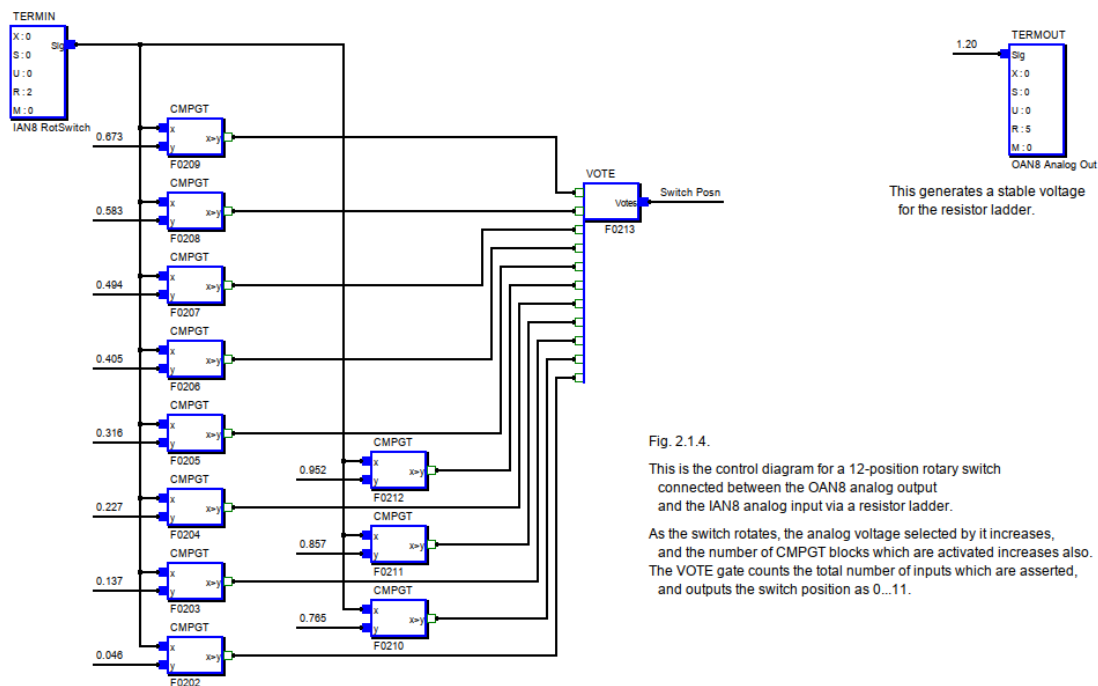 TERMIN
X:0
Sig
S:0
U:0
R:2
M:0
IAN8 RotSwitch
1.20
TERMOUT
Sig
X:0
S:0
U:0
R:5
M:0
OAN8 Analog Out
This generates a stable voltage
for the resistor ladder.
CMPGT
x
x>y
0.673
y
F0209
CMPGT
x
x>y
0.583
y
F0208
CMPGT
x
x>y
0.494
y
F0207
CMPGT
x
x>y
0.405
y
F0206
CMPGT
x
x>y
0.316
y
F0205
CMPGT
x
x>y
0.227
y
F0204
CMPGT
x
x>y
0.137
y
F0203
CMPGT
x
x>y
0.046
y
F0202
CMPGT
x
x>y
0.952
y
F0212
CMPGT
x
x>y
0.857
y
F0211
CMPGT
x
x>y
0.765
y
F0210
VOTE
Votes
Switch Posn
F0213
Fig. 2.1.4.
This is the control diagram for a 12-position rotary switch
connected between the OAN8 analog output
and the IAN8 analog input via a resistor ladder.
As the switch rotates, the analog voltage selected by it increases,
and the number of CMPGT blocks which are activated increases also.
The VOTE gate counts the total number of inputs which are asserted,
and outputs the switch position as 0...11.